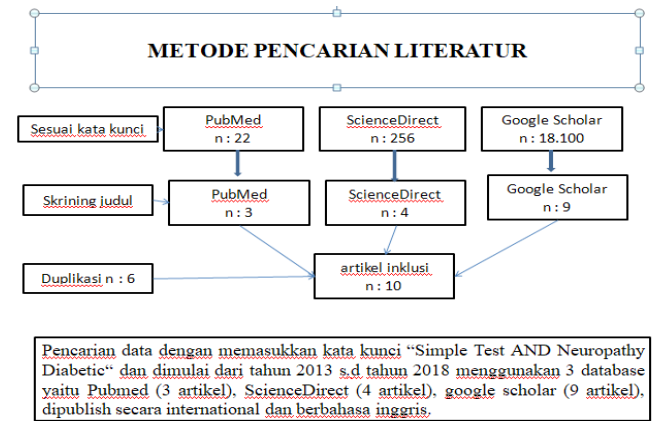 METODE PENCARIAN LITERATUR
Sesuai kata kunci
PubMed
n : 22
ScienceDirect
n : 256
Google Scholar
n : 18.100
Skrining judul
PubMed
n : 3
ScienceDirect
n : 4
Google Scholar
n : 9
Duplikasi n : 6
artikel inklusi
n : 10
Pencarian data dengan memasukkan kata kunci “Simple Test AND Neuropathy
Diabetic“ dan dimulai dari tahun 2013 s.d tahun 2018 menggunakan 3 database
yaitu Pubmed (3 artikel), ScienceDirect (4 artikel), google scholar (9 artikel),
dipublish secara international dan berbahasa inggris.